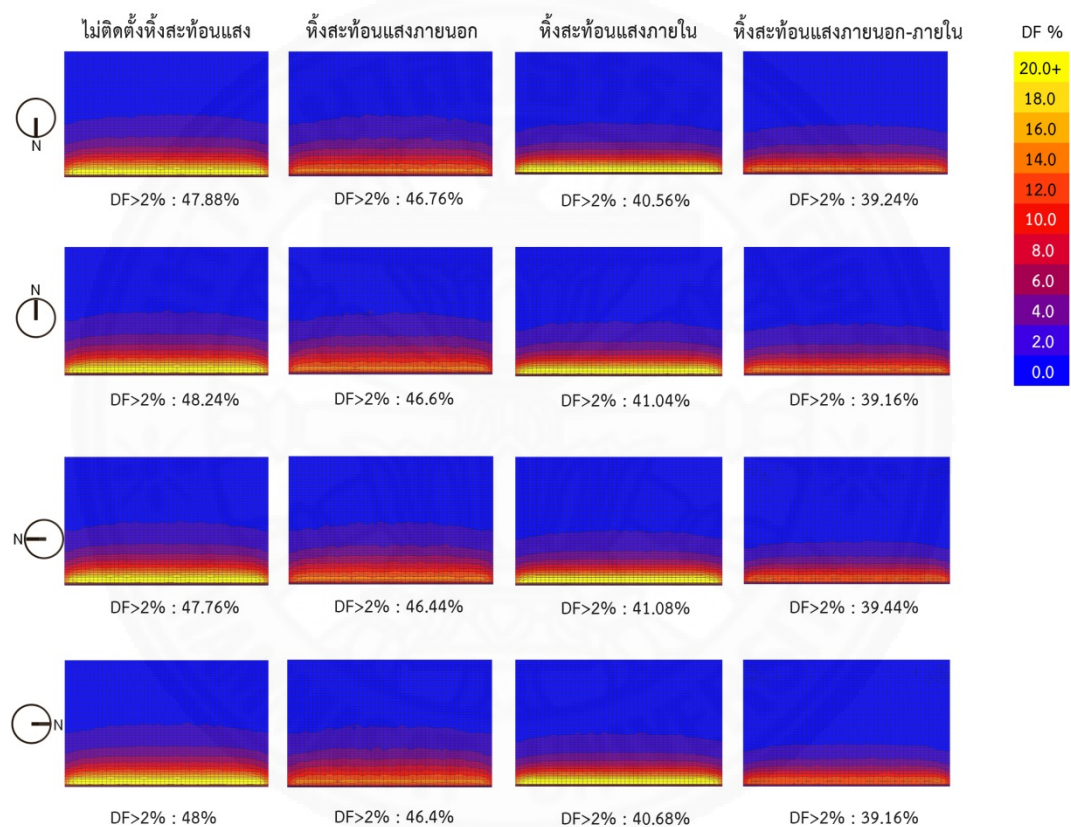 ไม่ติดตั้งหิ้งสะท้อนแสง หิ้งสะท้อนแสงภายนอก หิ้งสะท้อนแสงภายใน หิ้งสะท้อนแสงภายนอก-ภายใน DF %
20.0+
18.0
16.0
14.0
12.0
10.0
8.0
6.0
4.0
2.0
0.0
N
DF>2% : 47.88% DF>2% : 46.76% DF>2% : 40.56% DF>2% : 39.24%
N
DF>2% : 48.24% DF>2% : 46.6% DF>2% : 41.04% DF>2% : 39.16%
N
DF>2% : 47.76% DF>2% : 46.44% DF>2% : 41.08% DF>2% : 39.44%
N
DF>2% : 48% DF>2% : 46.4% DF>2% : 40.68% DF>2% : 39.16%